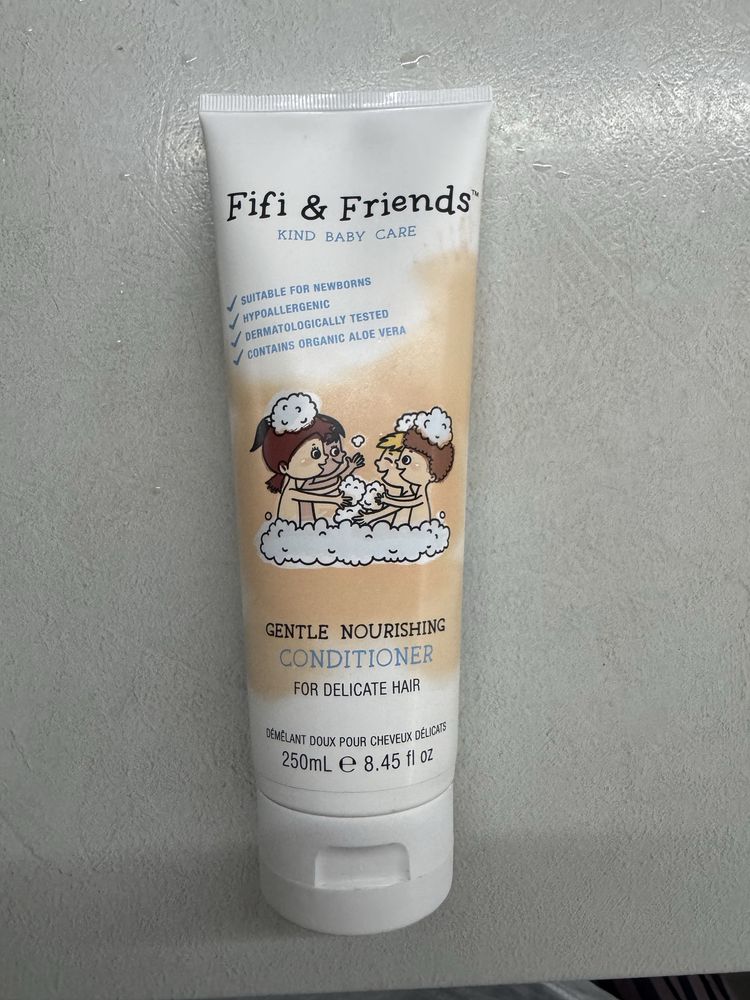 Fifi & Friends™
KIND BABY CARE
✓ SUITABLE FOR NEWBORNS
✓ HYPOALLERGENIC
✓ DERMATOLOGICALLY TESTED
✓ CONTAINS ORGANIC ALOE VERA
GENTLE NOURISHING
CONDITIONER
FOR DELICATE HAIR
DÉMÊLANT DOUX POUR CHEVEUX DÉLICATS
250mL ℮ 8.45 fl oz